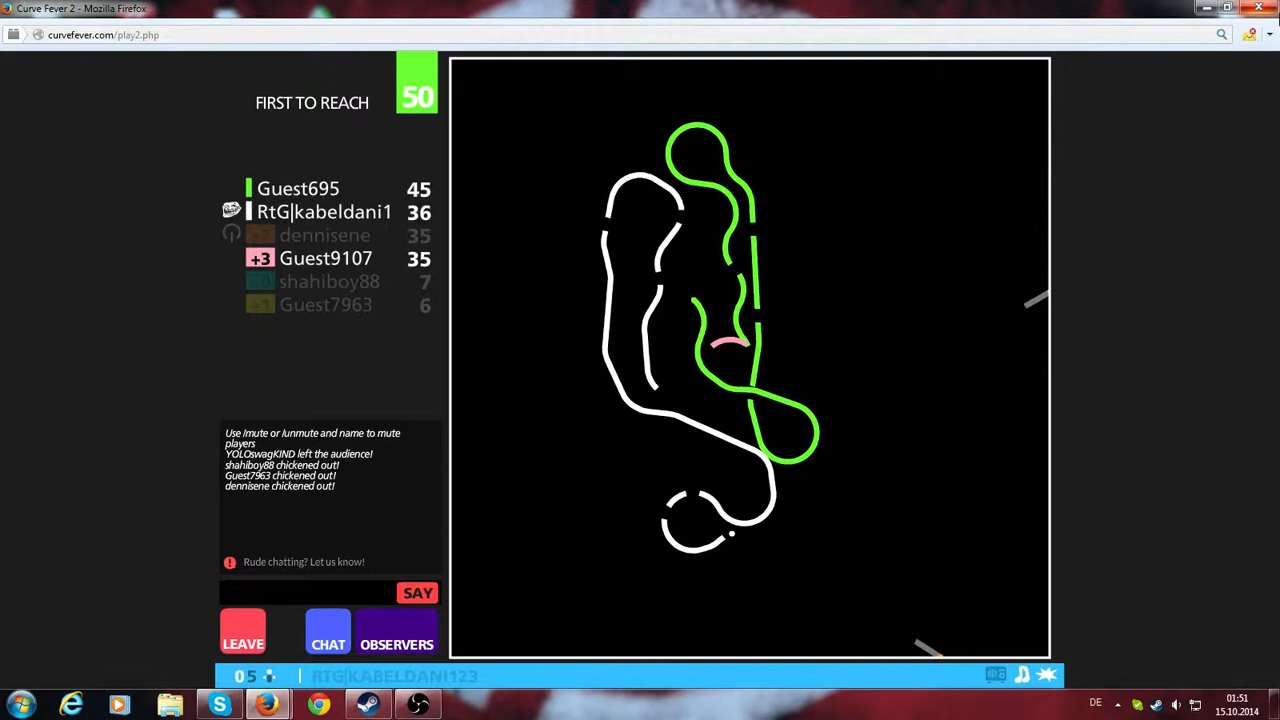 Curve Fever 2 - Mozilla Firefox
curvefever.com/play2.php
FIRST TO REACH 50
Guest695 45
RtG|kabeldani1 36
dennisene 35
+3 Guest9107 35
shahiboy88 7
Guest7963 6
Use /mute or /unmute and name to mute
players
YOLOswagKIND left the audience!
shahiboy88 chickened out!
Guest7963 chickened out!
dennisene chickened out!
Rude chatting? Let us know!
SAY
LEAVE CHAT OBSERVERS
05 RTG|KABELDANI123
DE 01:51
15.10.2014